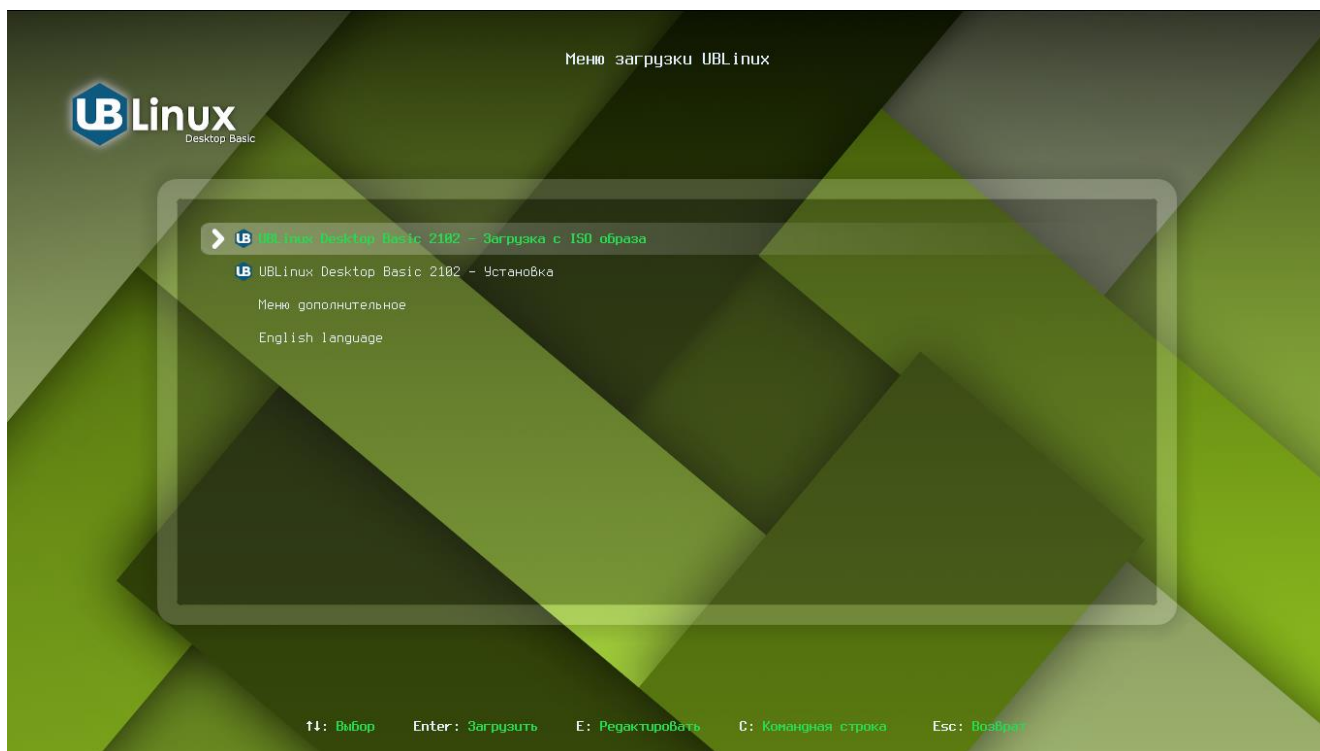 Меню загрузки UBLinux
UBLinux
Desktop Basic
UBLinux Desktop Basic 2102 - Загрузка с ISO образа
UBLinux Desktop Basic 2102 - Установка
Меню дополнительное
English language
↑↓: Выбор Enter: Загрузить E: Редактировать C: Командная строка Esc: Возврат